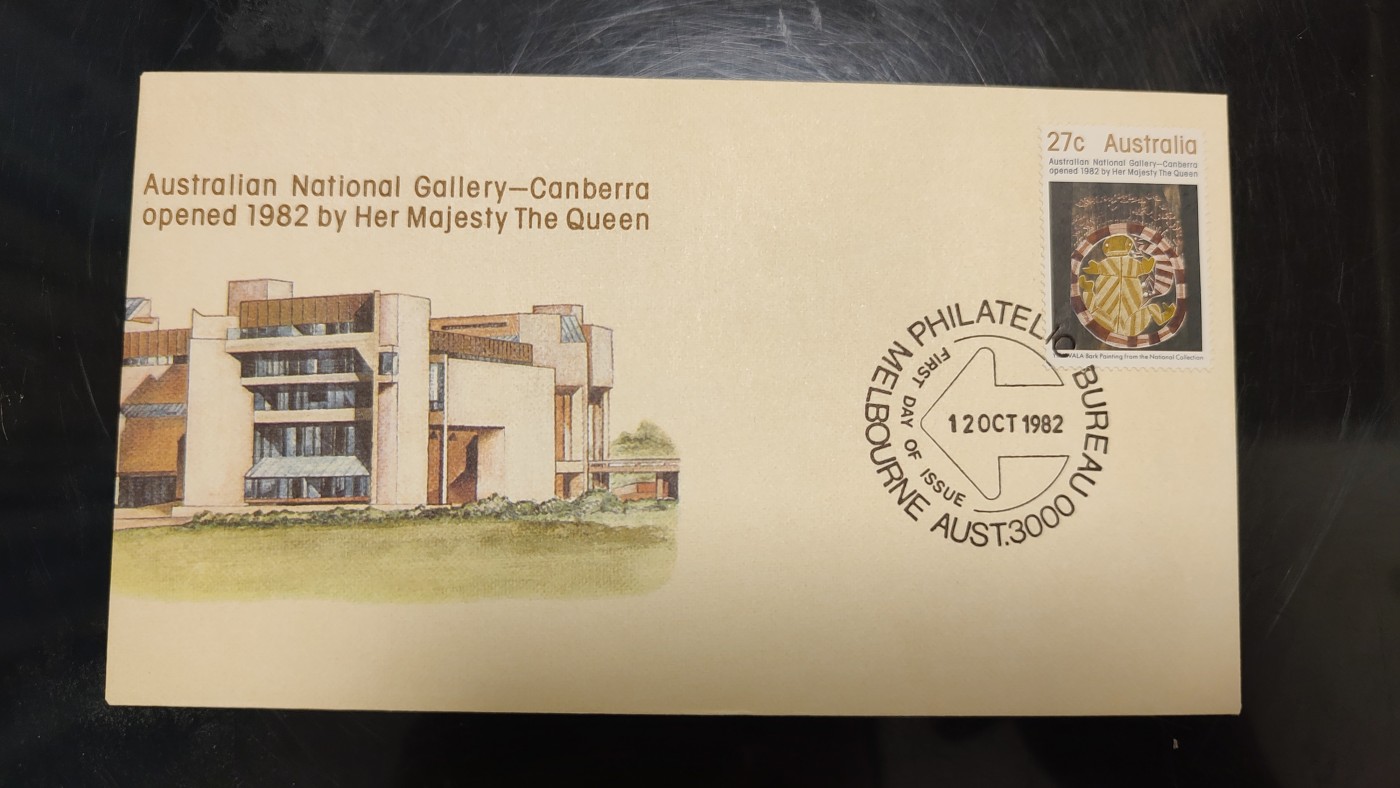 Australian National Gallery—Canberra
opened 1982 by Her Majesty The Queen
27c Australia
Australian National Gallery—Canberra
opened 1982 by Her Majesty The Queen
Bark Painting from the National Collection
PHILATELIC BUREAU
MELBOURNE AUST. 3000
FIRST DAY OF ISSUE
12 OCT 1982